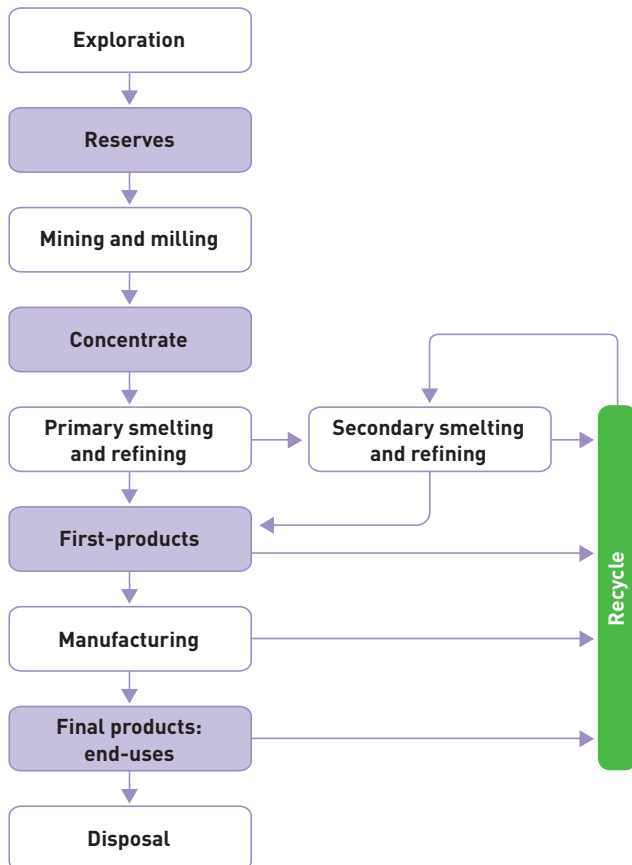 Exploration
Reserves
Mining and milling
Concentrate
Primary smelting
and refining
Secondary smelting
and refining
First-products
Recycle
Manufacturing
Final products:
end-uses
Disposal